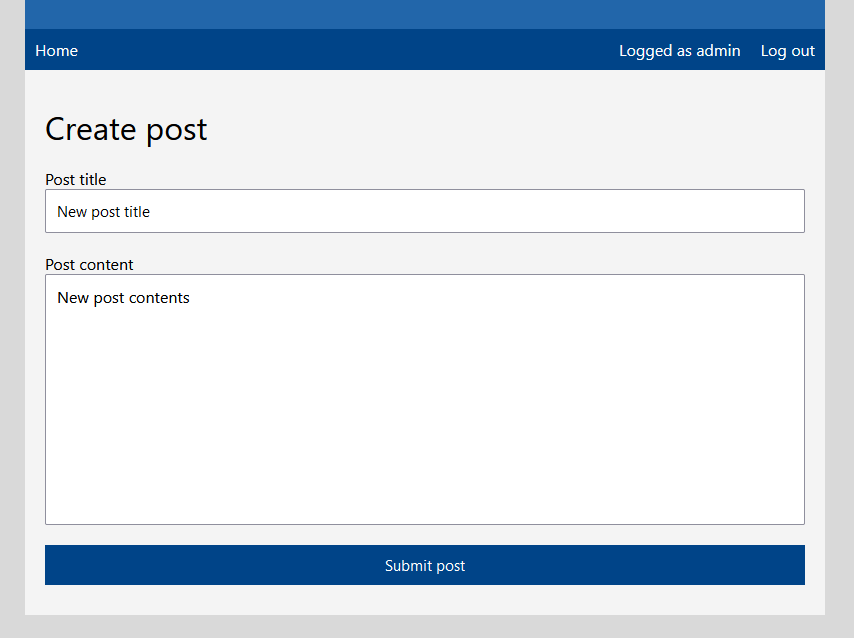 Home Logged as admin Log out
Create post
Post title
New post title
Post content
New post contents
Submit post